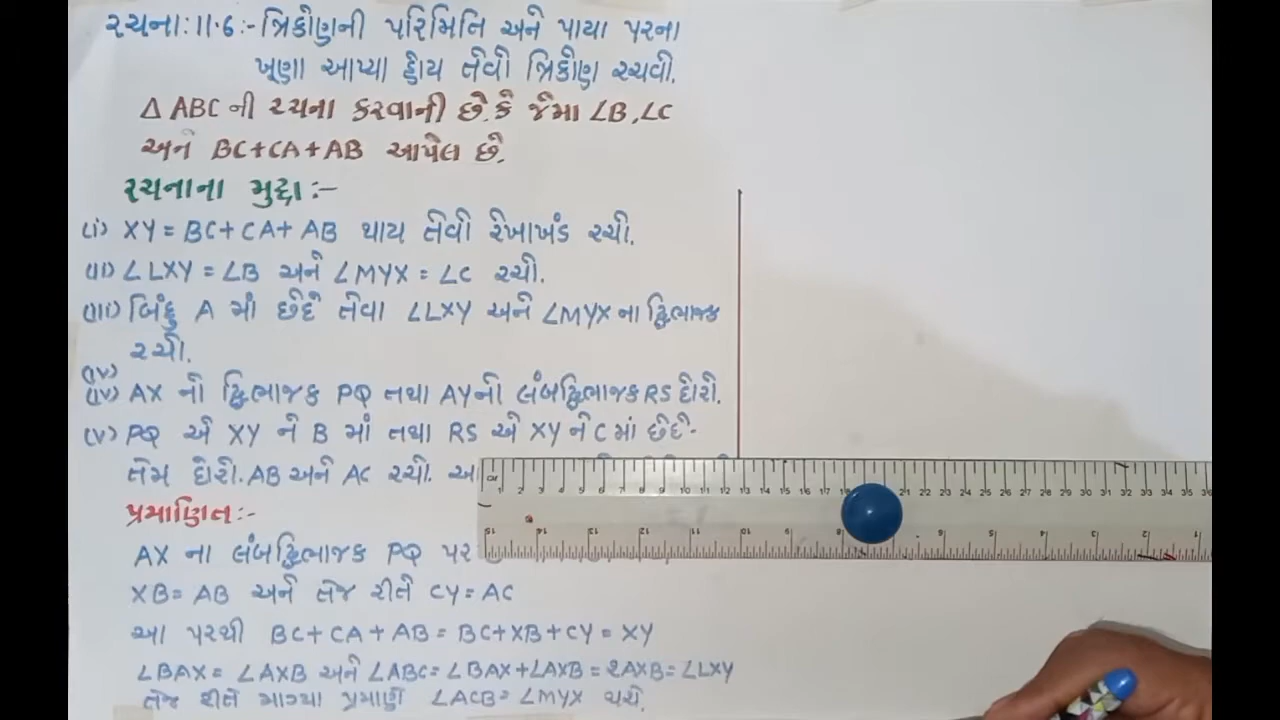 રચના:11.6:- ત્રિકોણની પરિમિતિ અને પાયા પરના
ખૂણા આપ્યા હોય તેવો ત્રિકોણ રચવો.
△ ABC ની રચના કરવાની છે.કે જેમા ∠B,∠C
અને BC+CA+AB આપેલ છે.
રચનાના મુદ્દા :-
(i) XY = BC+CA+AB થાય તેવો રેખાખંડ રચો.
(ii) ∠LXY = ∠B અને ∠MYX = ∠C રચો.
(iii) બિંદુ A માં છેદે તેવા ∠LXY અને ∠MYX ના દ્વિભાજક
રચો.
(iv)
(iv) AX નો દ્વિભાજક PQ તથા AYનો લંબદ્વિભાજક RS દોરો.
(v) PQ એ XY ને B માં તથા RS એ XY ને C માં છેદે-
તેમ દોરો. AB અને AC રચો.
પ્રમાણિત:-
AX ના લંબદ્વિભાજક PQ પર
XB = AB અને તેજ રીતે CY = AC
આ પરથી BC+CA+AB = BC+XB+CY = XY
∠BAX = ∠AXB અને ∠ABC = ∠BAX+∠AXB = 2AXB = ∠LXY
તેજ રીતે માગ્યા પ્રમાણે ∠ACB = ∠MYX થશે.